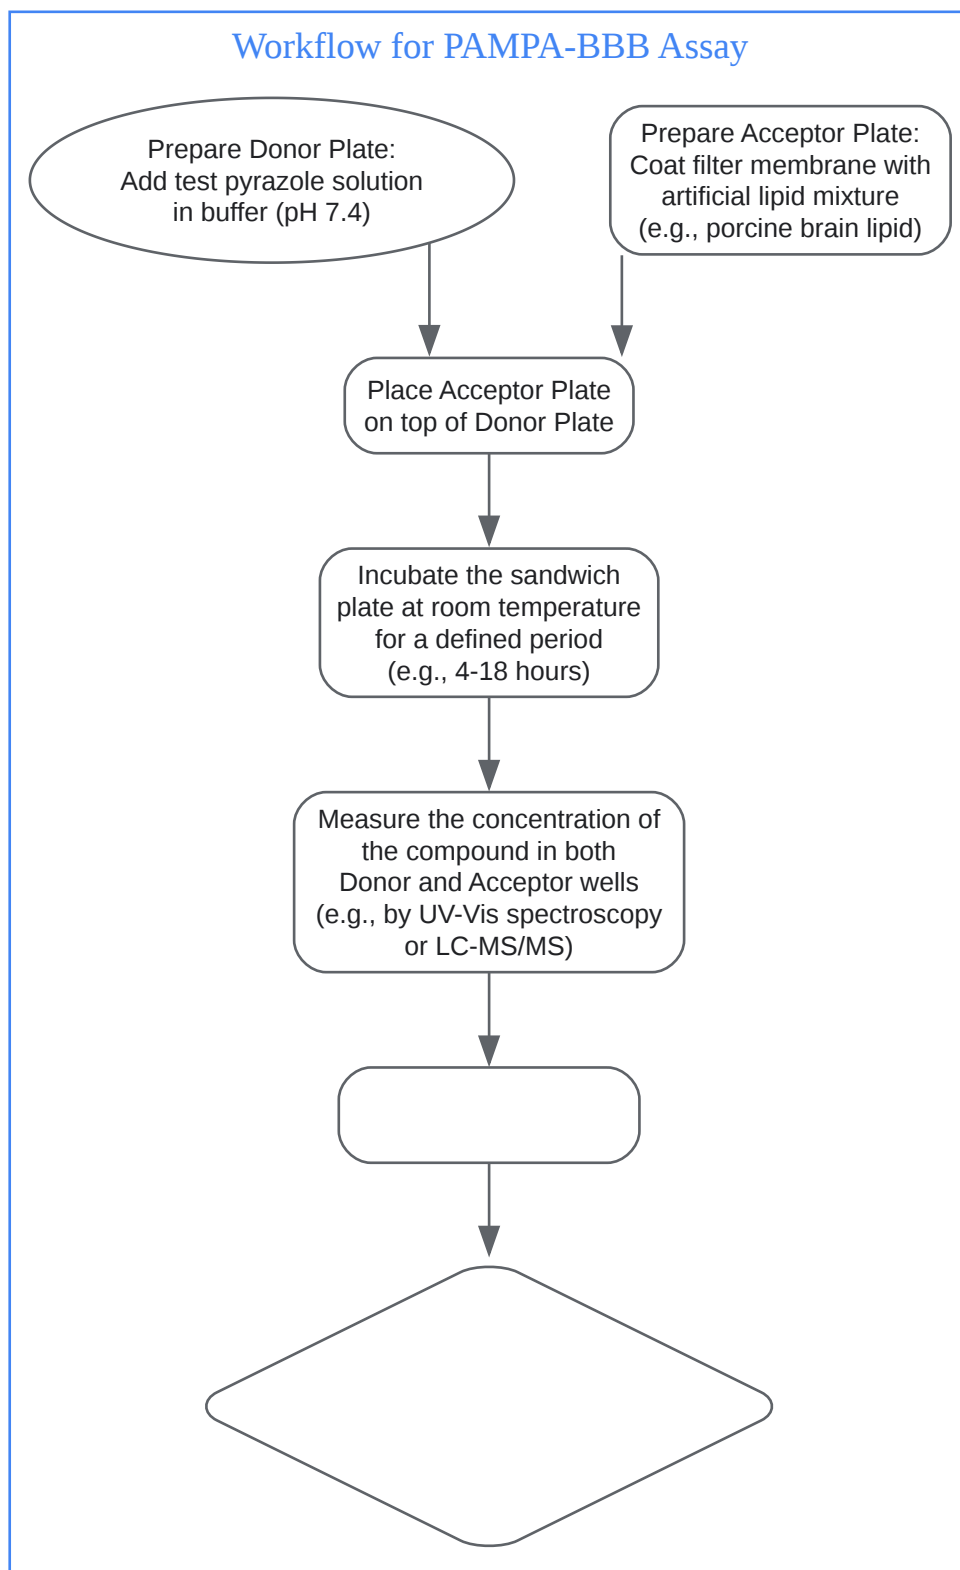 Workflow for PAMPA-BBB Assay
Prepare Donor Plate:
Add test pyrazole solution
in buffer (pH 7.4)
Prepare Acceptor Plate:
Coat filter membrane with
artificial lipid mixture
(e.g., porcine brain lipid)
Place Acceptor Plate
on top of Donor Plate
Incubate the sandwich
plate at room temperature
for a defined period
(e.g., 4-18 hours)
Measure the concentration of
the compound in both
Donor and Acceptor wells
(e.g., by UV-Vis spectroscopy
or LC-MS/MS)